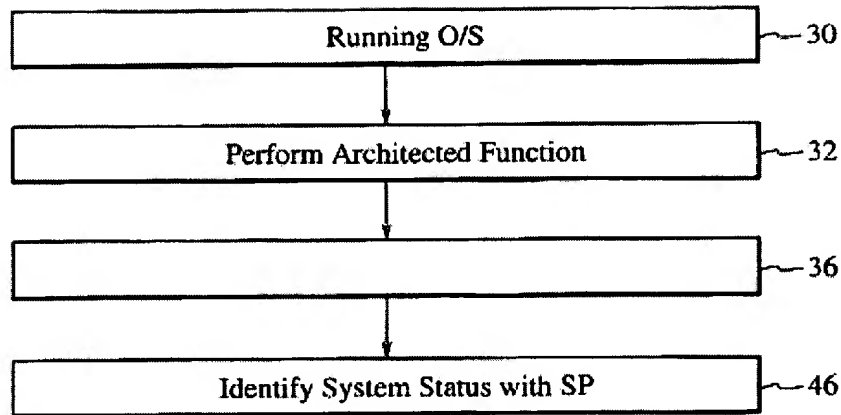 Running O/S 30
Perform Architected Function 32
36
Identify System Status with SP 46